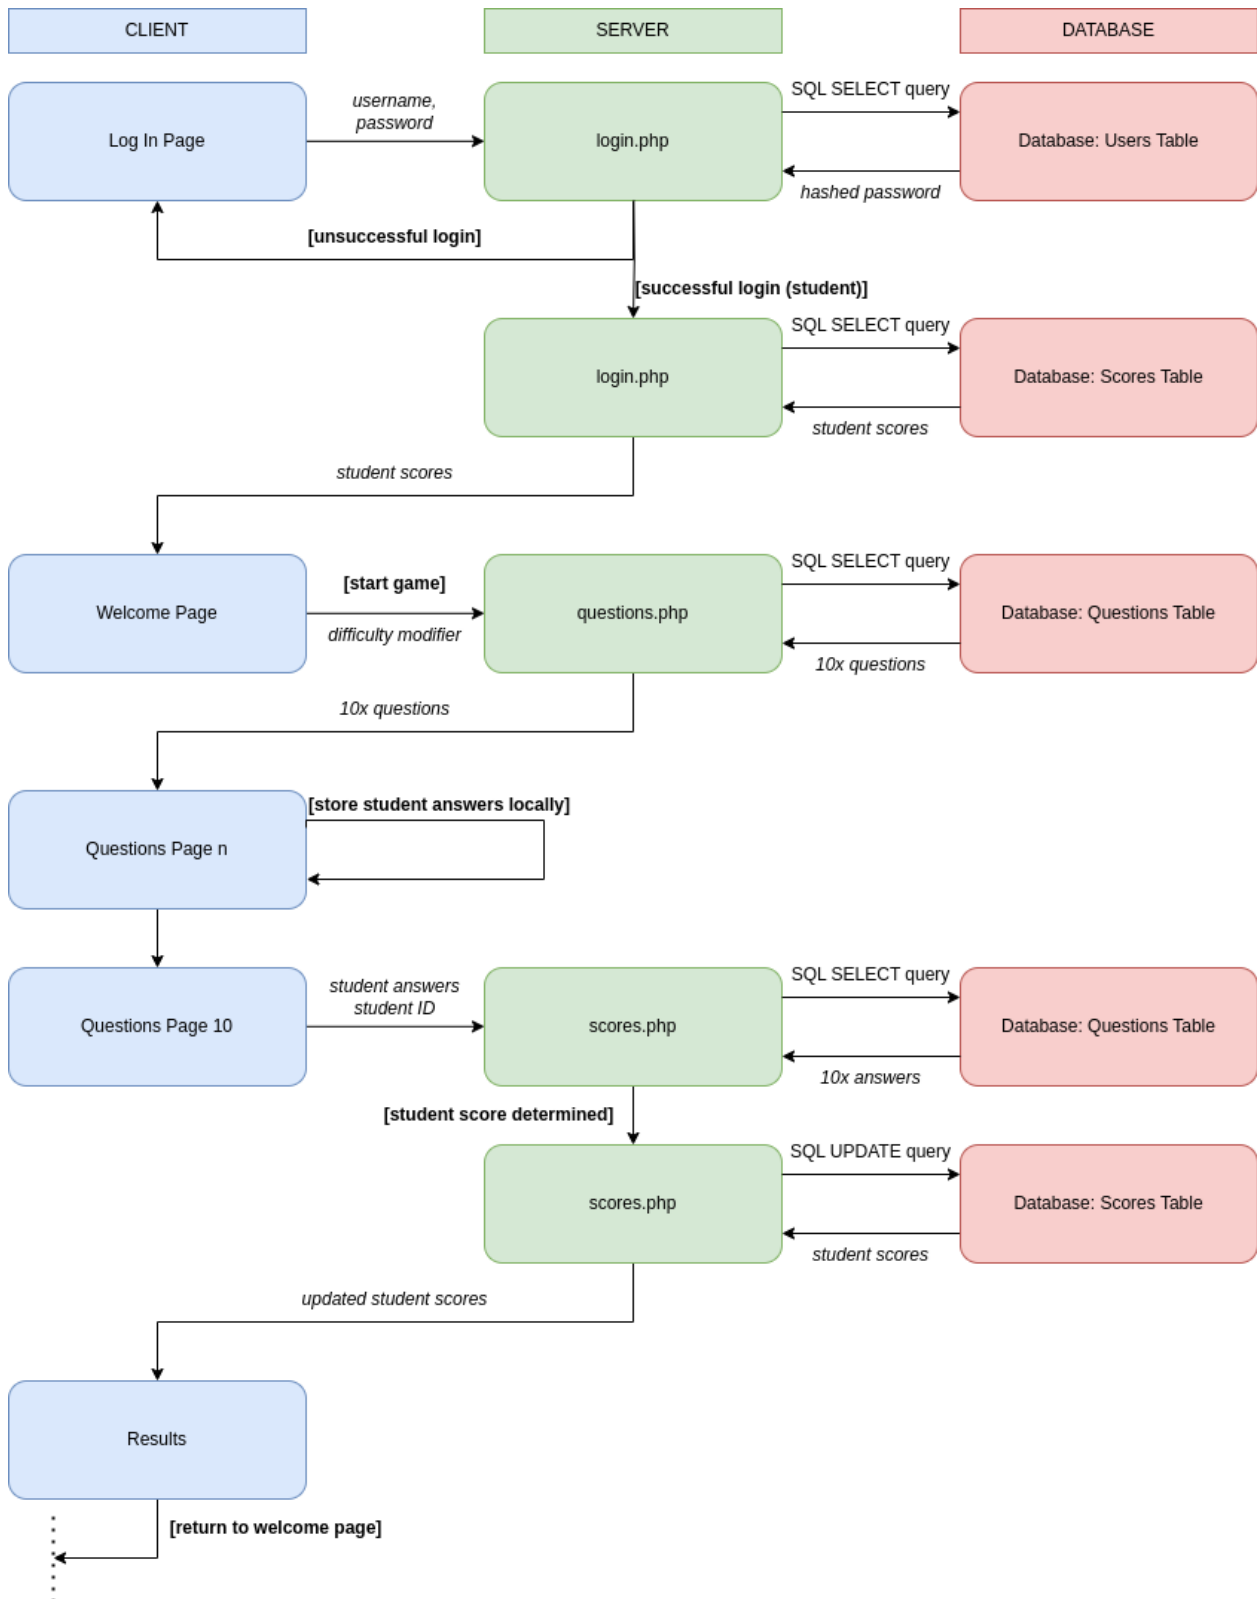 CLIENT
SERVER
DATABASE
SQL SELECT query
username,
password
Log In Page
login.php
Database: Users Table
hashed password
[unsuccessful login]
[successful login (student)]
SQL SELECT query
login.php
Database: Scores Table
student scores
student scores
SQL SELECT query
[start game]
Welcome Page
questions.php
Database: Questions Table
difficulty modifier
10x questions
10x questions
[store student answers locally]
Questions Page n
SQL SELECT query
student answers
student ID
Questions Page 10
scores.php
Database: Questions Table
10x answers
[student score determined]
SQL UPDATE query
scores.php
Database: Scores Table
student scores
updated student scores
Results
[return to welcome page]